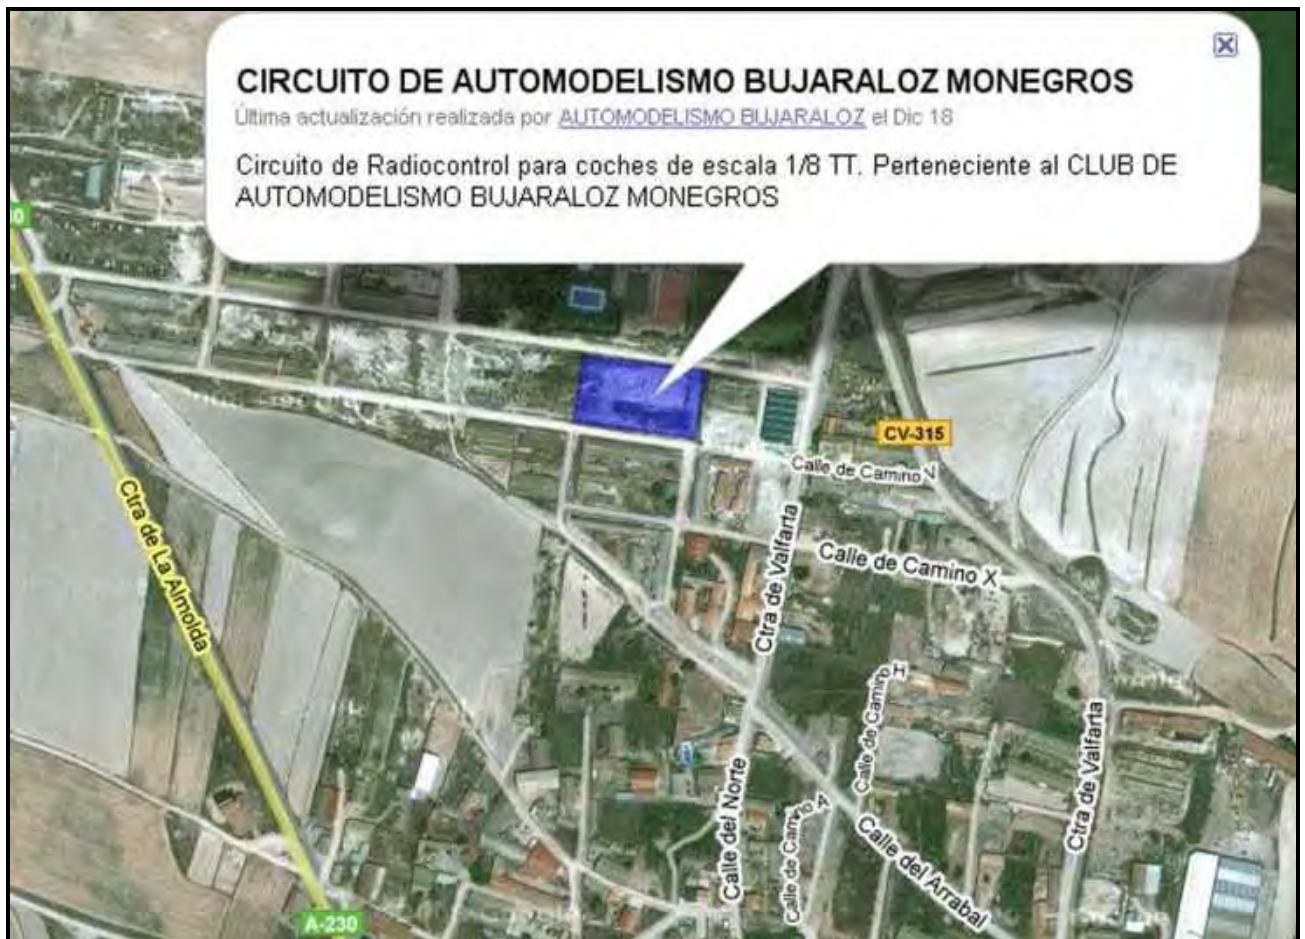 CIRCUITO DE AUTOMODELISMO BUJARALOZ MONEGROS
Última actualización realizada por AUTOMODELISMO BUJARALOZ el Dic 18
Circuito de Radiocontrol para coches de escala 1/8 TT. Perteneciente al CLUB DE
AUTOMODELISMO BUJARALOZ MONEGROS
CV-315
Calle de Camino
Ctra de La Almolda
Ctra de Valfarta
Calle de Camino X
Calle de Camino H
Ctra de Valfarta
Calle del Norte
Calle de Camino A
Calle del Arrabal
A-230